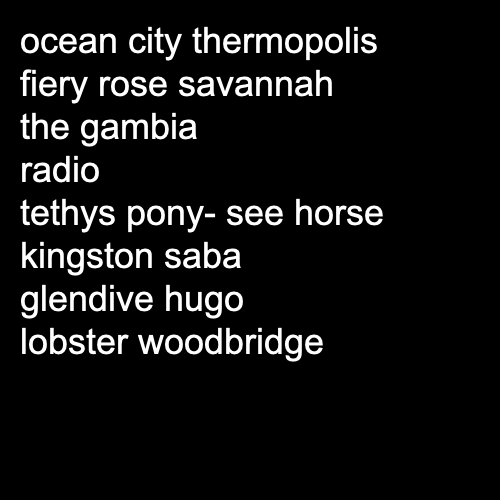 ocean city thermopolis
fiery rose savannah
the gambia
radio
tethys pony- see horse
kingston saba
glendive hugo
lobster woodbridge